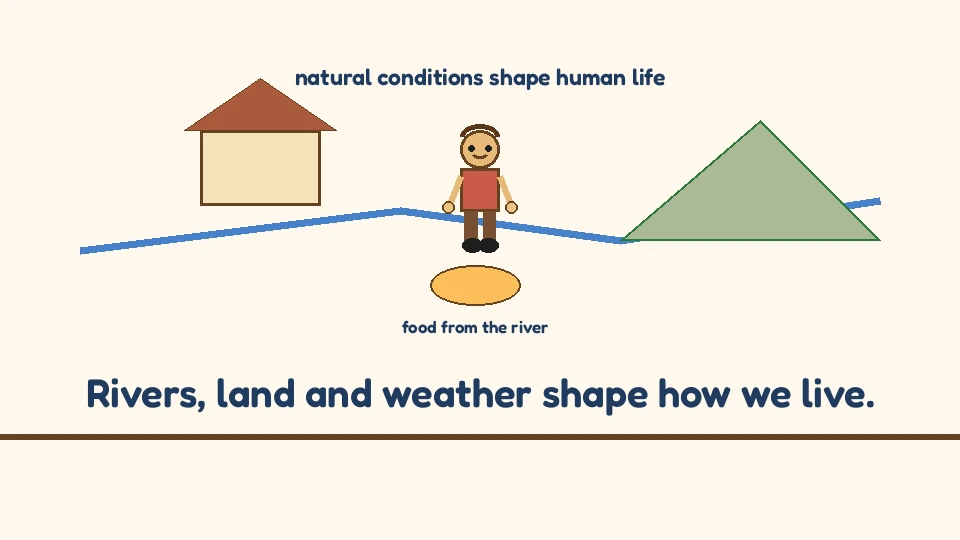 natural conditions shape human life
food from the river
Rivers, land and weather shape how we live.